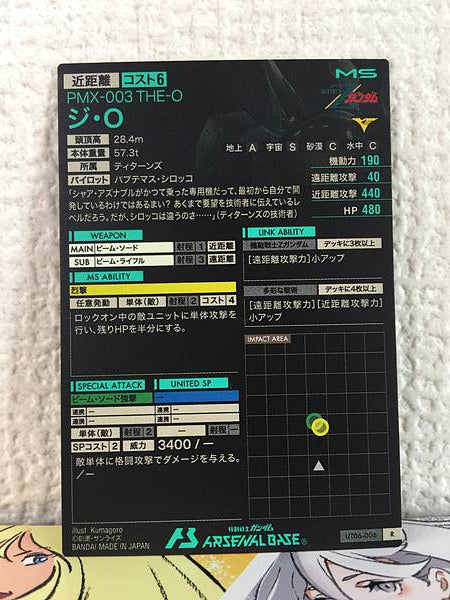 近距離 コスト6
MS
PMX-003 THE-O
ジ・O
頭頂高 28.4m
本体重量 57.3t
所属 ティターンズ
パイロット パプテマス・シロッコ
地上 A 宇宙 S 砂漠 C 水中 C
機動力 190
遠距離攻撃 40
近距離攻撃 440
HP 480
「シャア・アズナブルがかつて乗った専用機だって、最初から自分で開
発しているわけではあるまい？あくまで要望を技術者に伝えているレ
ベルだろう。だが、シロッコは違うのさ……」（ティターンズの技術者）
WEAPON
MAIN ビーム・ソード 射程 1 近距離
SUB ビーム・ライフル 射程 3 遠距離
MS ABILITY
烈撃
任意発動 単体(敵) 射程 2 コスト 4
ロックオン中の敵ユニットに単体攻撃を
行い、残りHPを半分にする。
LINK ABILITY
機動戦士Zガンダム デッキに3枚以上
[遠距離攻撃力]小アップ
多彩な戦術 デッキに4枚以上
[遠距離攻撃力][近距離攻撃力]
小アップ
IMPACT AREA
SPECIAL ATTACK UNITED SP
ビーム・ソード強撃 ―
連携 ― 連携 ―
連携 ― 連携 ―
単体(敵) 射程 2 ― 射程 ―
SPコスト 2 威力 3400 / ―
敵単体に格闘攻撃でダメージを与える。
/―
illust. Kumagoro
©創通・サンライズ
BANDAI MADE IN JAPAN
機動戦士ガンダム
ARSENAL BASE®
UT06-006 R